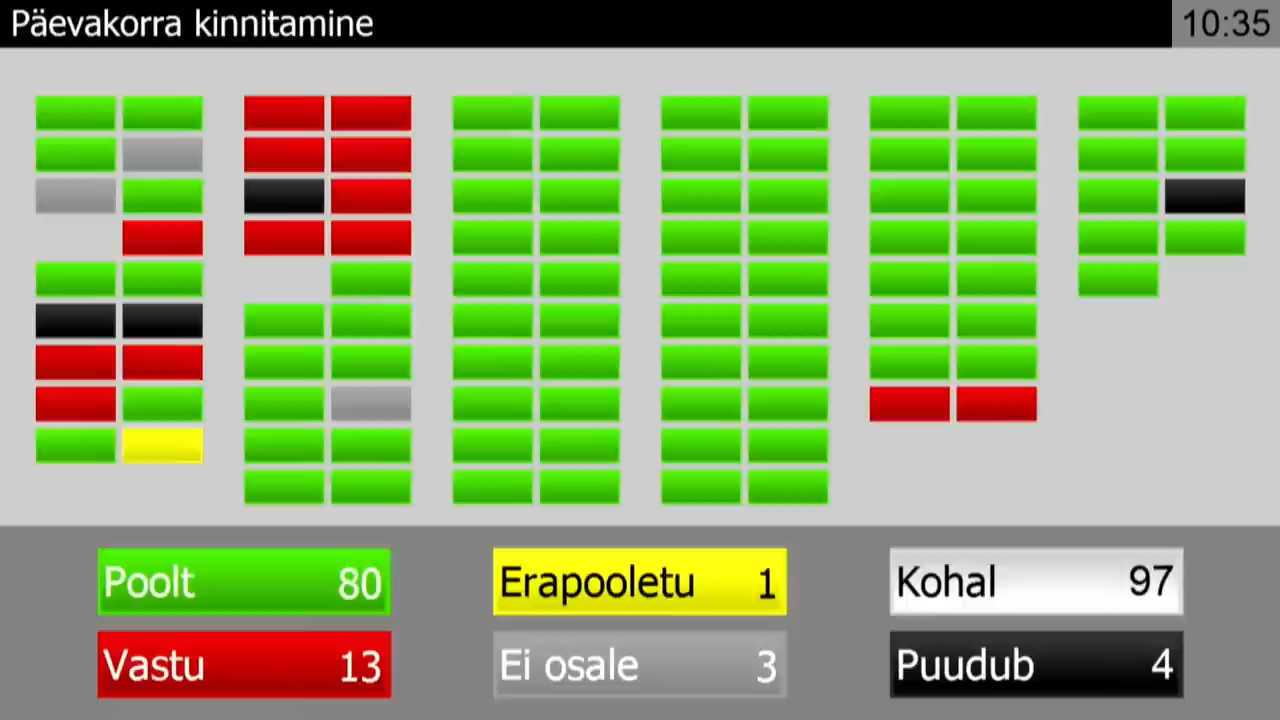 Päevakorra kinnitamine 10:35
Poolt 80 Erapooletu 1 Kohal 97
Vastu 13 Ei osale 3 Puudub 4